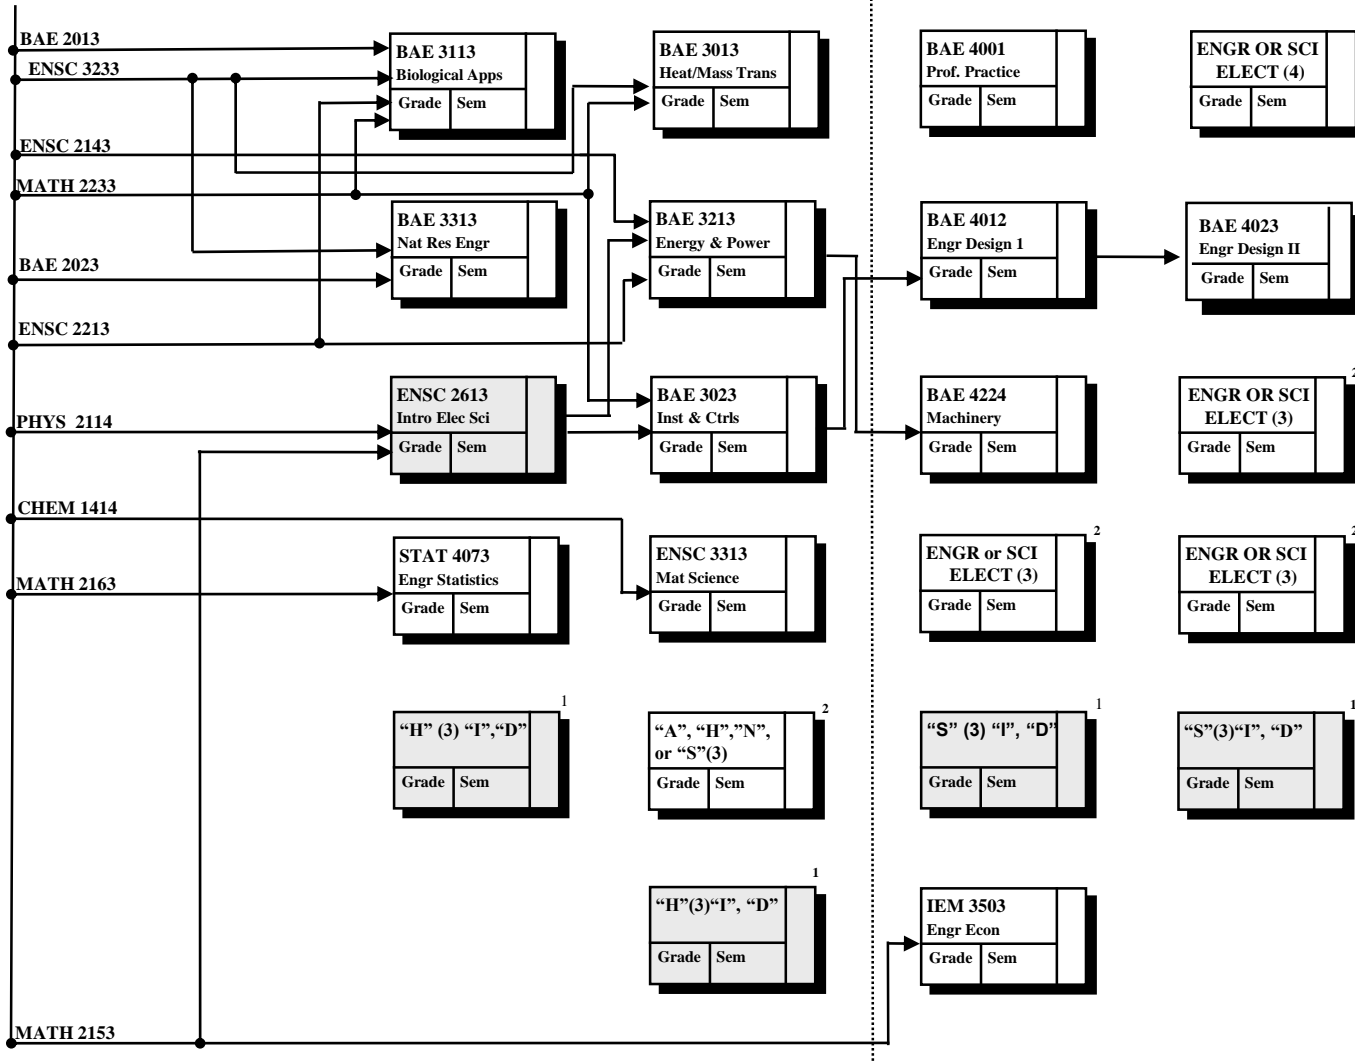 BAE 2013
ENSC 3233
ENSC 2143
MATH 2233
BAE 2023
ENSC 2213
PHYS 2114
CHEM 1414
MATH 2163
MATH 2153
BAE 3113
Biological Apps
Grade Sem
BAE 3313
Nat Res Engr
Grade Sem
ENSC 2613
Intro Elec Sci
Grade Sem
STAT 4073
Engr Statistics
Grade Sem
1
“H” (3) “I”,“D”
Grade Sem
BAE 3013
Heat/Mass Trans
Grade Sem
BAE 3213
Energy & Power
Grade Sem
BAE 3023
Inst & Ctrls
Grade Sem
ENSC 3313
Mat Science
Grade Sem
2
“A”, “H”,”N”,
or “S”(3)
Grade Sem
1
“H”(3)“I”, “D”
Grade Sem
BAE 4001
Prof. Practice
Grade Sem
BAE 4012
Engr Design 1
Grade Sem
BAE 4224
Machinery
Grade Sem
2
ENGR or SCI
ELECT (3)
Grade Sem
1
“S” (3) “I”, “D”
Grade Sem
IEM 3503
Engr Econ
Grade Sem
ENGR OR SCI
ELECT (4)
Grade Sem
BAE 4023
Engr Design II
Grade Sem
2
ENGR OR SCI
ELECT (3)
Grade Sem
2
ENGR OR SCI
ELECT (3)
Grade Sem
1
“S”(3)“I”, “D”
Grade Sem